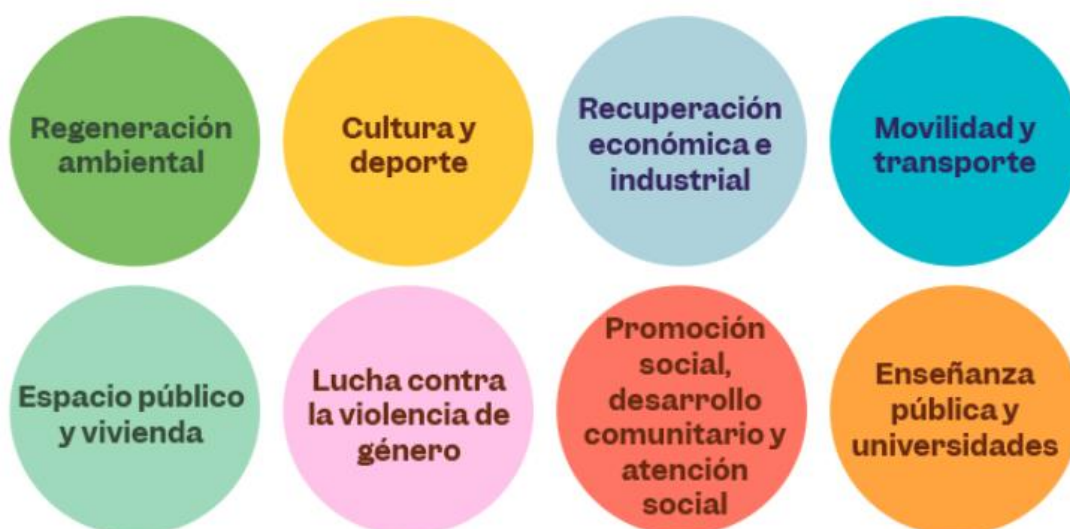 Regeneración
ambiental
Cultura y
deporte
Recuperación
económica e
industrial
Movilidad y
transporte
Espacio público
y vivienda
Lucha contra
la violencia de
género
Promoción
social,
desarrollo
comunitario y
atención
social
Enseñanza
pública y
universidades